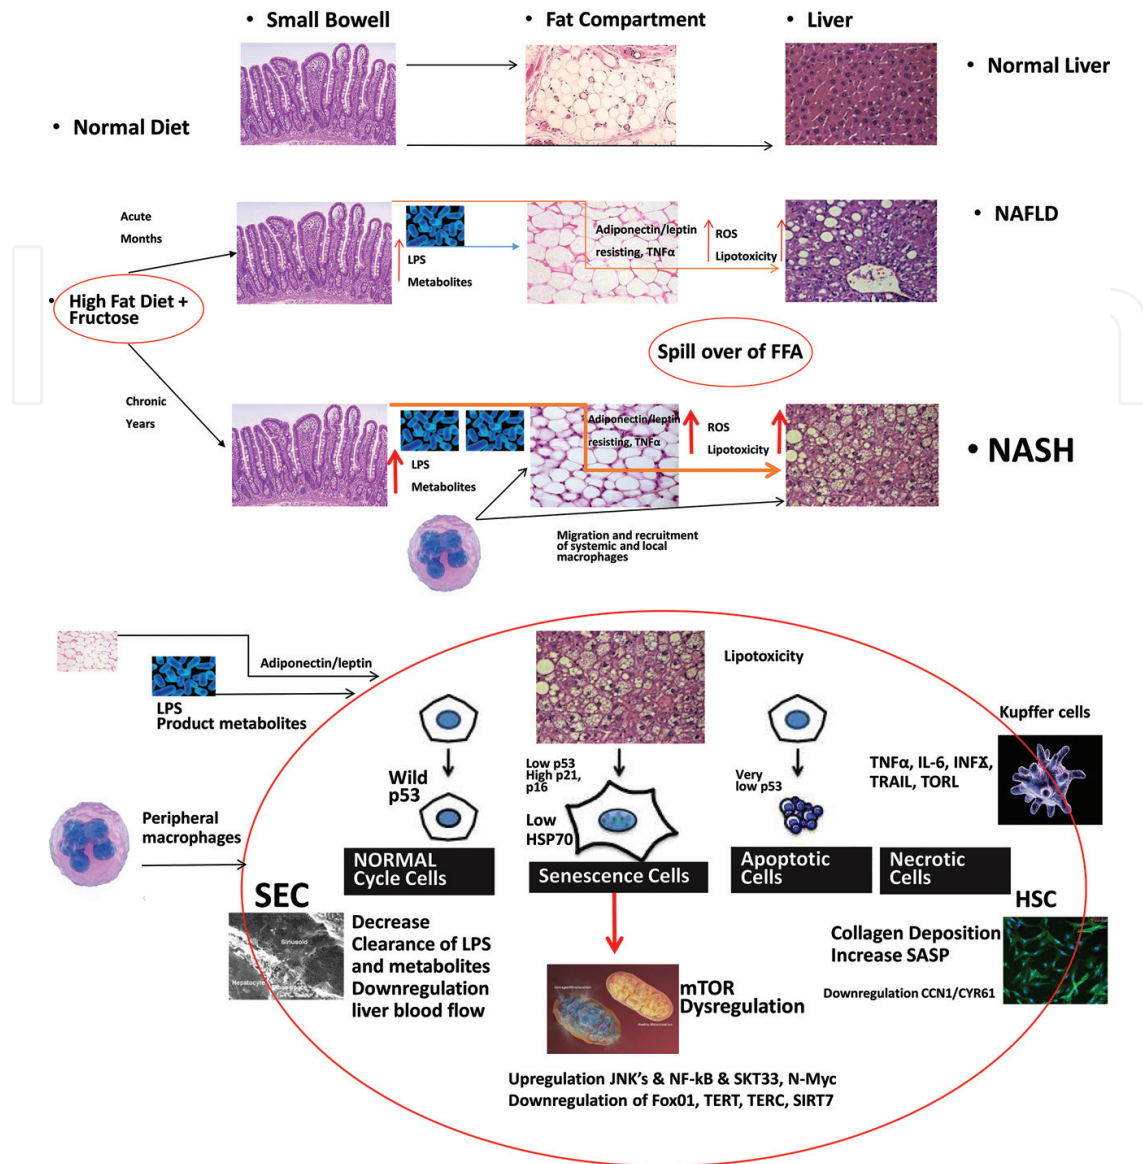 • Small Bowell
• Fat Compartment
• Liver
• Normal Liver
• Normal Diet
Acute
Months
LPS
Metabolites
Adiponectin/leptin
resisting, TNFα
ROS
Lipotoxicity
• NAFLD
• High Fat Diet +
Fructose
Spill over of FFA
Chronic
Years
LPS
Metabolites
Adiponectin/leptin
resisting, TNFα
ROS
Lipotoxicity
• NASH
Migration and recruitment
of systemic and local
macrophages
Adiponectin/leptin
LPS
Product metabolites
Lipotoxicity
Kupffer cells
TNFα, IL-6, INFX,
TRAIL, TORL
Wild
p53
Low p53
High p21,
p16
Low
HSP70
Very
low p53
Peripheral
macrophages
NORMAL
Cycle Cells
Senescence Cells
Apoptotic
Cells
Necrotic
Cells
SEC
Sinusoid
Hepatocyte
Decrease
Clearance of LPS
and metabolites
Downregulation
liver blood flow
HSC
Collagen Deposition
Increase SASP
Downregulation CCN1/CYR61
mTOR
Dysregulation
Upregulation JNK's & NF-kB & SKT33, N-Myc
Downregulation of Fox01, TERT, TERC, SIRT7